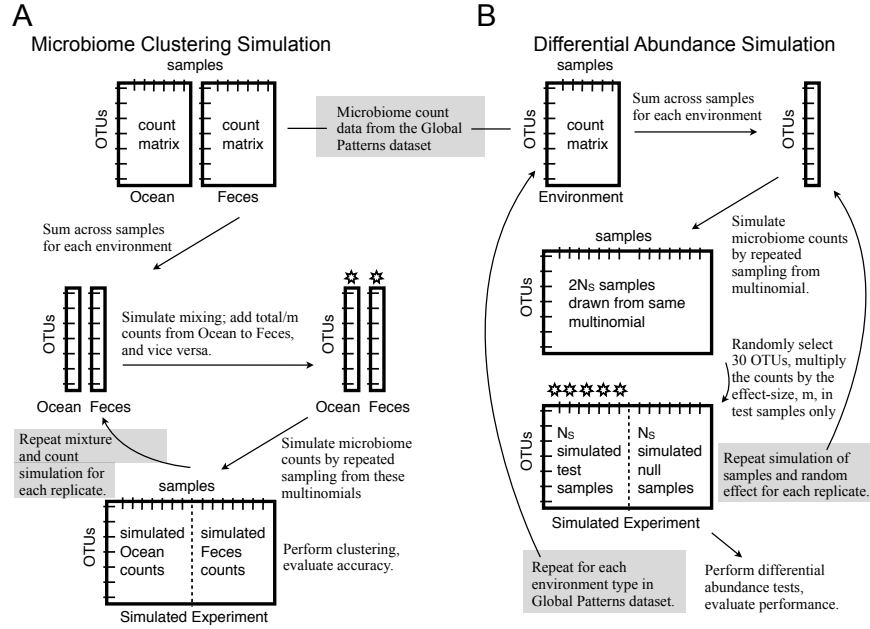 A
Microbiome Clustering Simulation
samples
OTUs
count
matrix
count
matrix
Ocean
Feces
Microbiome count
data from the Global
Patterns dataset
Sum across samples
for each environment
OTUs
Ocean
Feces
Simulate mixing; add total/m
counts from Ocean to Feces,
and vice versa.
OTUs
Ocean
Feces
Repeat mixture
and count
simulation for
each replicate.
Simulate microbiome
counts by repeated
sampling from these
multinomials
samples
OTUs
simulated
Ocean
counts
simulated
Feces
counts
Simulated Experiment
Perform clustering,
evaluate accuracy.
B
Differential Abundance Simulation
samples
OTUs
count
matrix
Environment
Sum across samples
for each environment
OTUs
Simulate
microbiome counts
by repeated
sampling from
multinomial.
samples
OTUs
2NS samples
drawn from same
multinomial
Randomly select
30 OTUs, multiply
the counts by the
effect-size, m, in
test samples only
OTUs
NS
simulated
test
samples
NS
simulated
null
samples
Simulated Experiment
Repeat simulation of
samples and random
effect for each replicate.
Repeat for each
environment type in
Global Patterns dataset.
Perform differential
abundance tests,
evaluate performance.